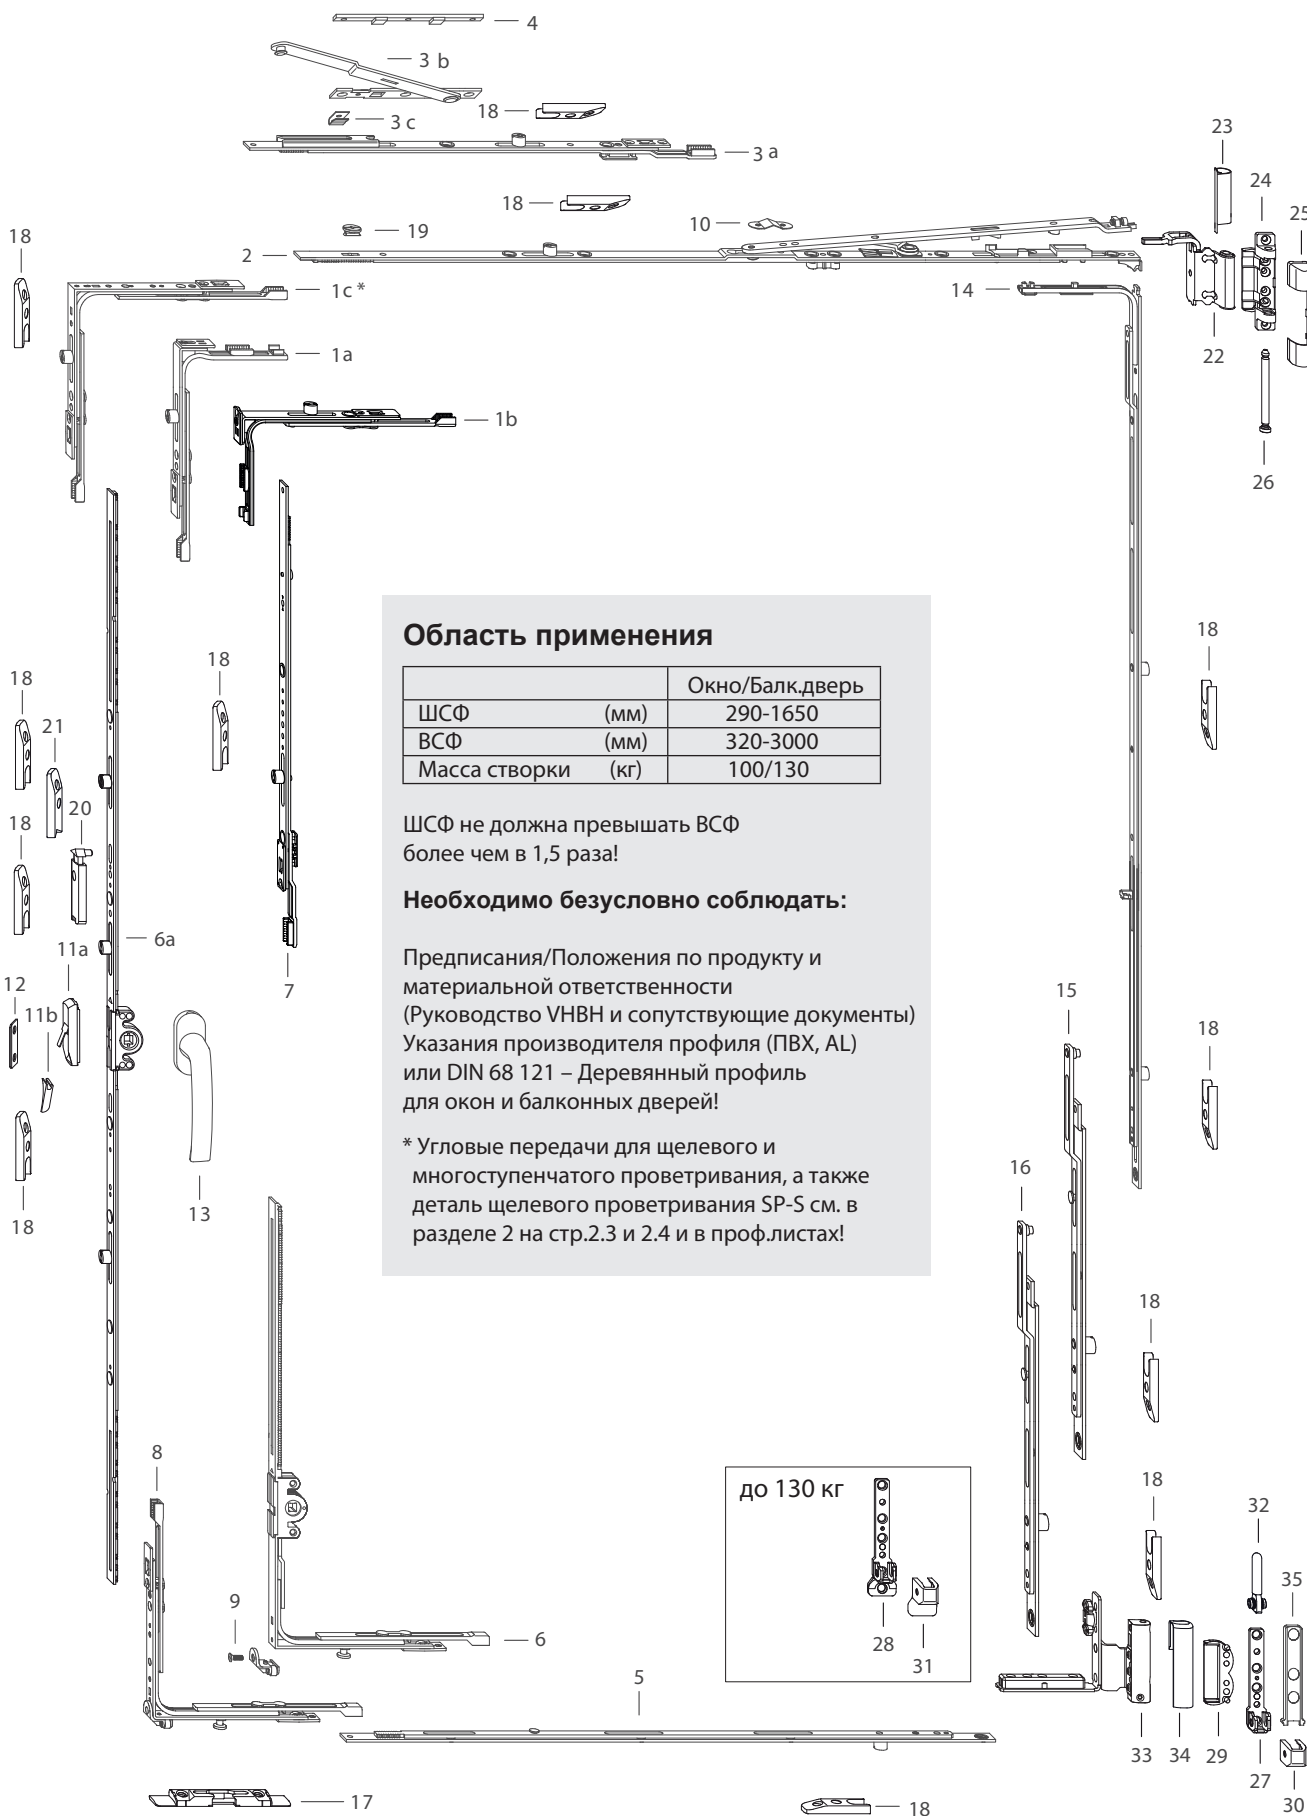 4
3 b
18
3 c
3 a
23
24
25
18
10
18
19
2
1c*
14
22
1a
1b
26
Область применения
Окно/Балк.дверь
ШСФ (мм) 290-1650
ВСФ (мм) 320-3000
Масса створки (кг) 100/130
ШСФ не должна превышать ВСФ
более чем в 1,5 раза!
Необходимо безусловно соблюдать:
Предписания/Положения по продукту и
материальной ответственности
(Руководство VHBH и сопутствующие документы)
Указания производителя профиля (ПВХ, AL)
или DIN 68 121 – Деревянный профиль
для окон и балконных дверей!
* Угловые передачи для щелевого и
многоступенчатого проветривания, а также
деталь щелевого проветривания SP-S см. в
разделе 2 на стр.2.3 и 2.4 и в проф.листах!
18
18
18
21
20
18
6a
11a
12
11b
7
15
18
16
18
13
18
8
до 130 кг
18
32
35
9
6
28
31
5
33
34
29
27
30
17
18